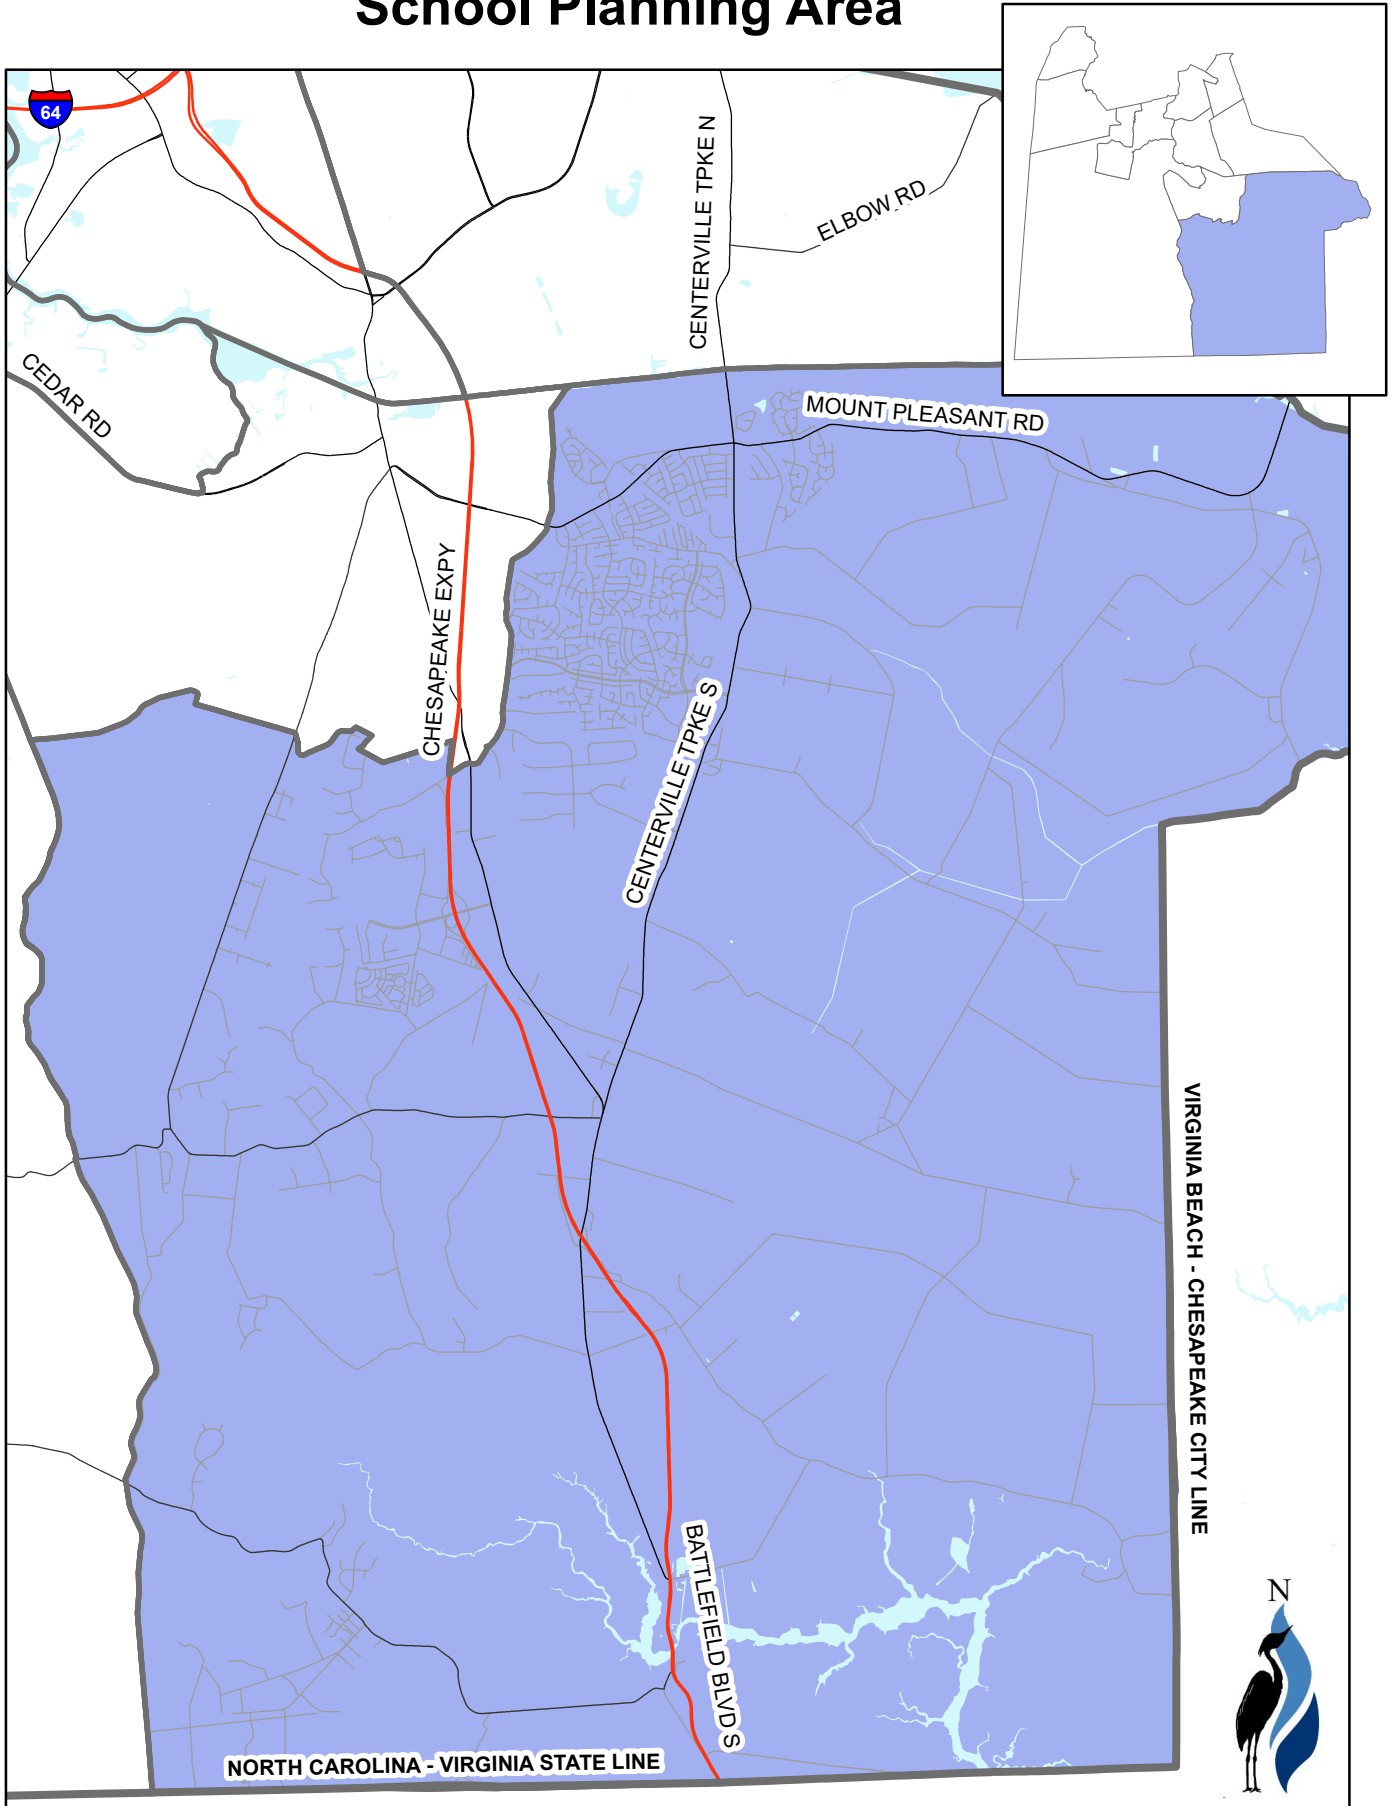 School Planning Area
64
CENTERVILLE TPKE N
ELBOW RD
CEDAR RD
MOUNT PLEASANT RD
CHESAPEAKE EXPY
CENTERVILLE TPKE S
VIRGINIA BEACH - CHESAPEAKE CITY LINE
BATTLEFIELD BLVD S
N
NORTH CAROLINA - VIRGINIA STATE LINE